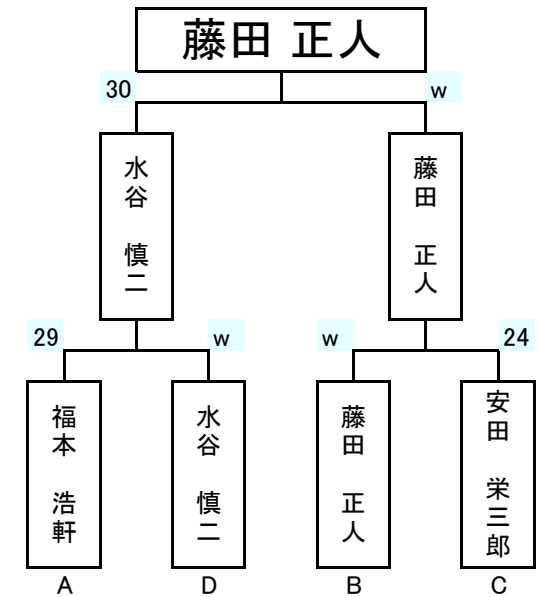 藤田 正人
30 w
水谷 慎二
藤田 正人
29 w w 24
福本 浩軒
水谷 慎二
藤田 正人
安田 栄三郎
A D B C